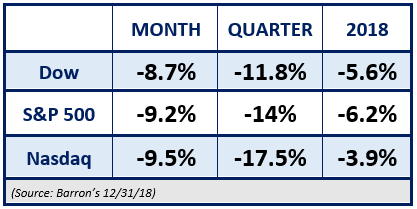 MONTH QUARTER 2018
Dow -8.7% -11.8% -5.6%
S&P 500 -9.2% -14% -6.2%
Nasdaq -9.5% -17.5% -3.9%
(Source: Barron's 12/31/18)